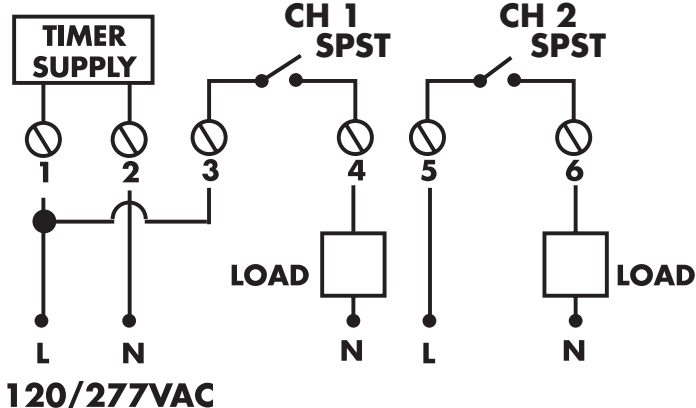 CH 1
SPST
CH 2
SPST
TIMER
SUPPLY
1
2
3
4
5
6
LOAD
LOAD
L
N
N
L
N
120/277VAC